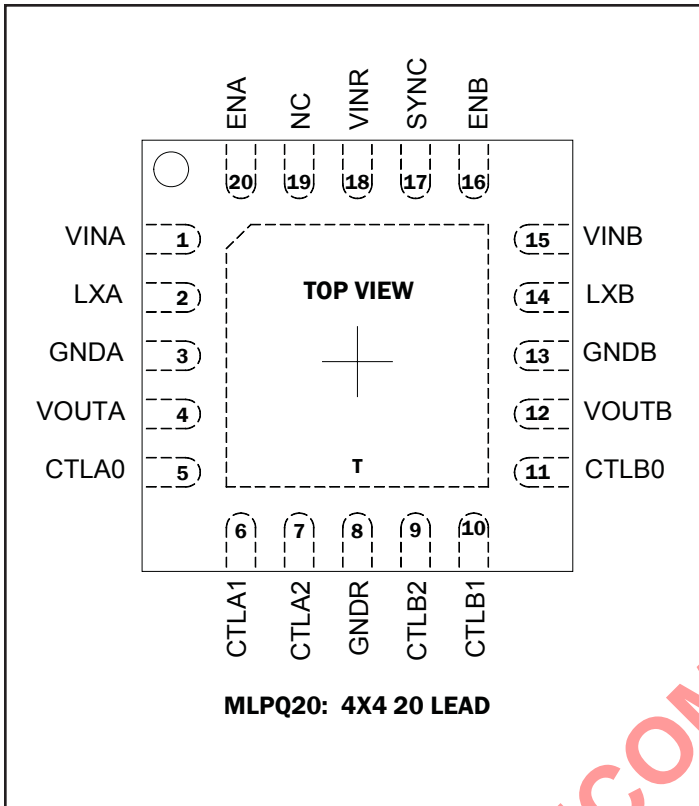 ENA NC VINR SYNC ENB
20 19 18 17 16
VINA 1 15 VINB
LXA 2 TOP VIEW 14 LXB
GNDA 3 13 GNDB
VOUTA 4 12 VOUTB
CTLA0 5 T 11 CTLB0
6 7 8 9 10
CTLA1 CTLA2 GNDR CTLB2 CTLB1
MLPQ20: 4X4 20 LEAD
COM